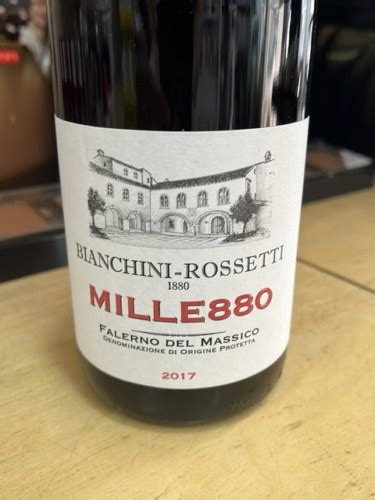 BIANCHINI-ROSSETTI
1880
MILLE880
FALERNO DEL MASSICO
DENOMINAZIONE DI ORIGINE PROTETTA
2017